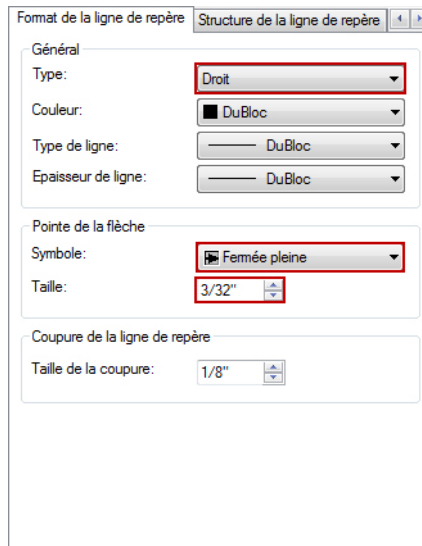 Format de la ligne de repère Structure de la ligne de repère
Général
Type: Droit
Couleur: DuBloc
Type de ligne: DuBloc
Epaisseur de ligne: DuBloc
Pointe de la flèche
Symbole: Fermée pleine
Taille: 3/32"
Coupure de la ligne de repère
Taille de la coupure: 1/8"